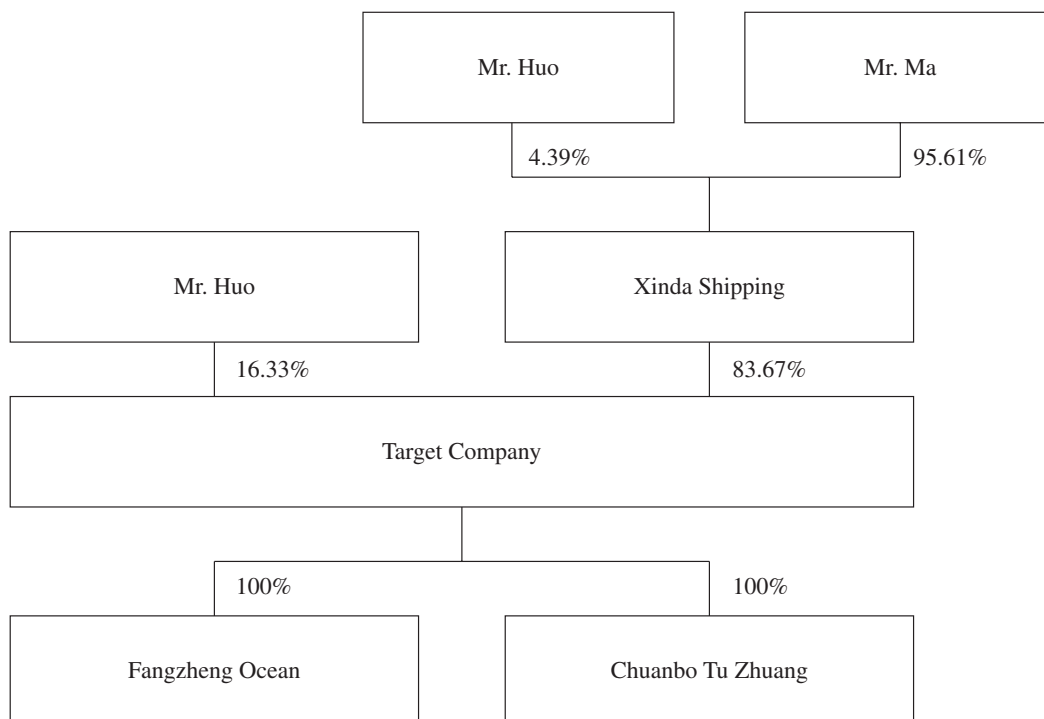 Mr. Huo
Mr. Ma
4.39%
95.61%
Mr. Huo
Xinda Shipping
16.33%
83.67%
Target Company
100%
100%
Fangzheng Ocean
Chuanbo Tu Zhuang